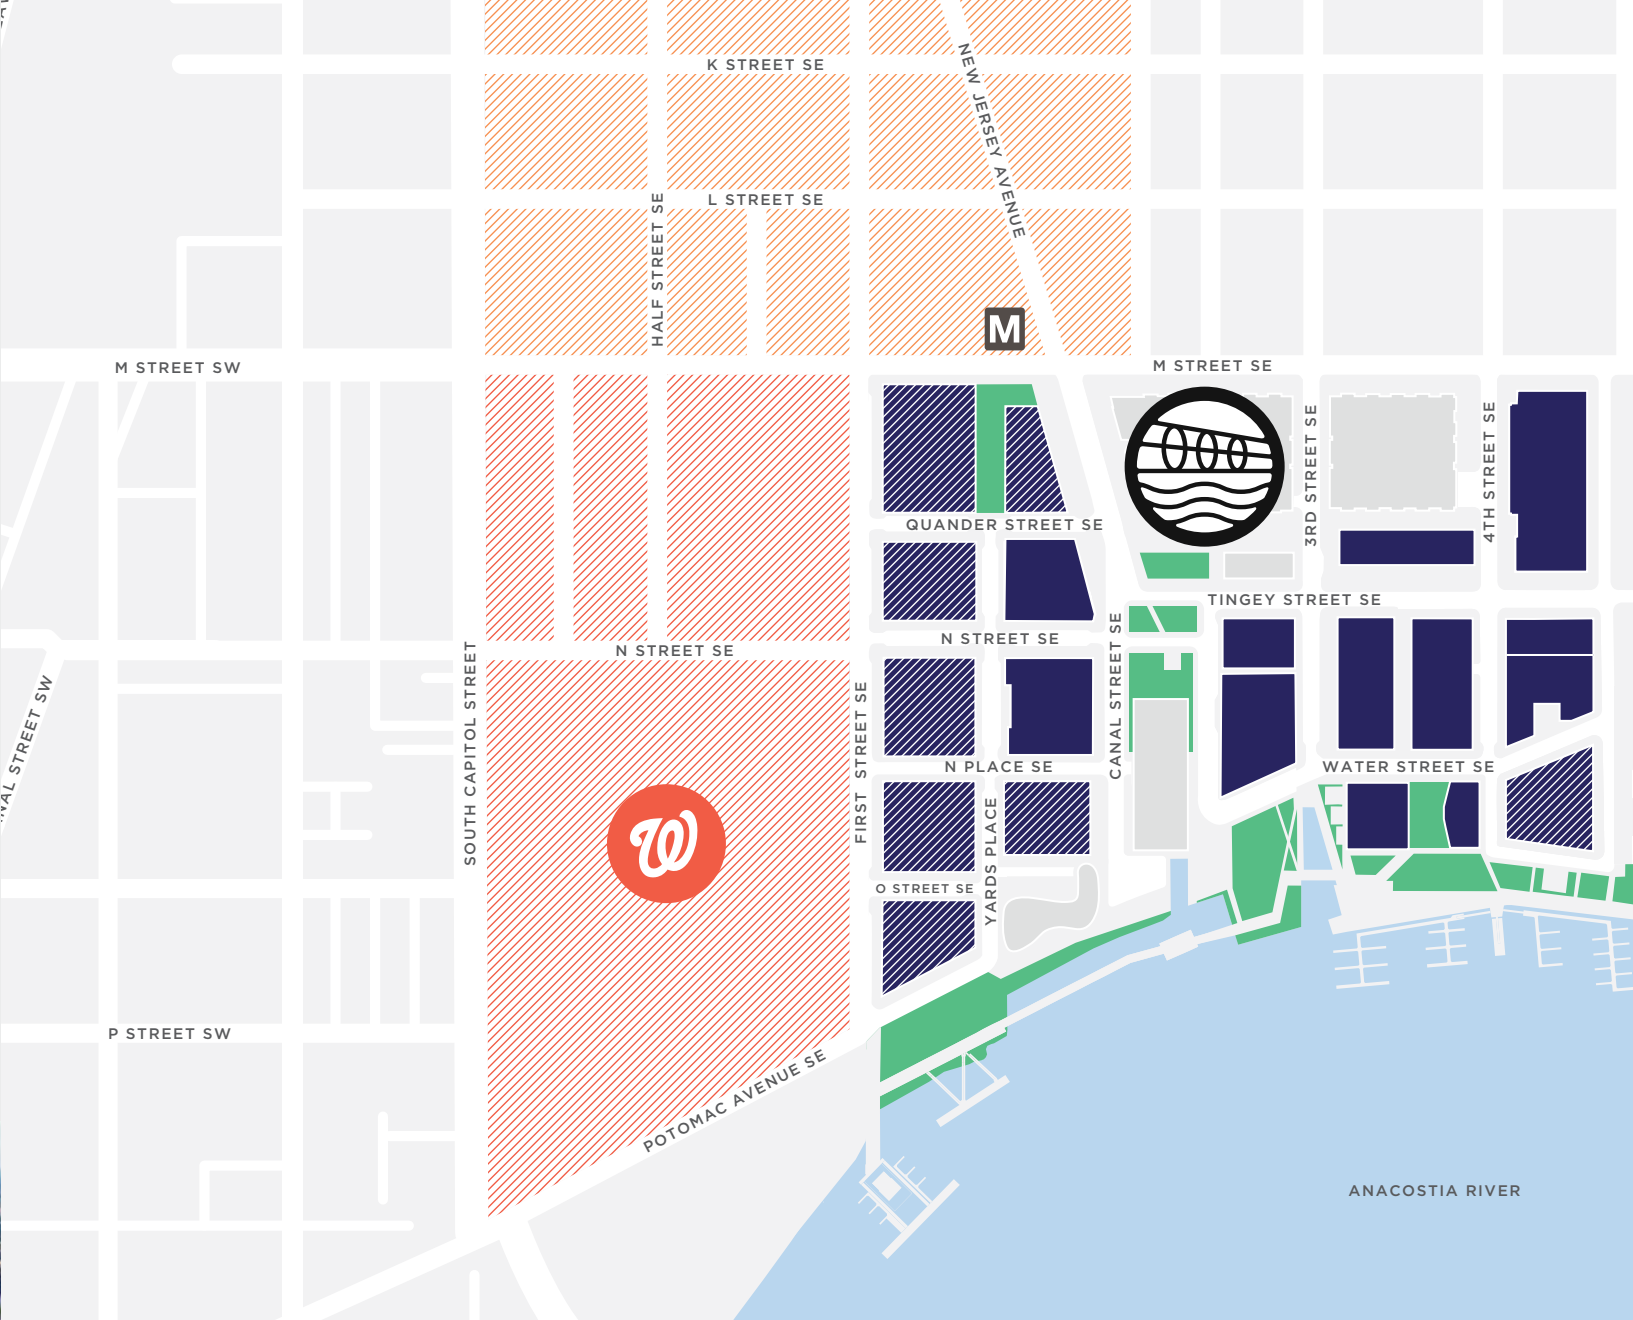 K STREET SE
NEW JERSEY AVENUE
L STREET SE
HALF STREET SE
M
M STREET SW
M STREET SE
3RD STREET SE
4TH STREET SE
QUANDER STREET SE
TINGEY STREET SE
N STREET SE
N STREET SE
CANAL STREET SE
SOUTH CAPITOL STREET
FIRST STREET SE
N PLACE SE
WATER STREET SE
YARDS PLACE
W
O STREET SE
P STREET SW
POTOMAC AVENUE SE
ANACOSTIA RIVER
STREET SW